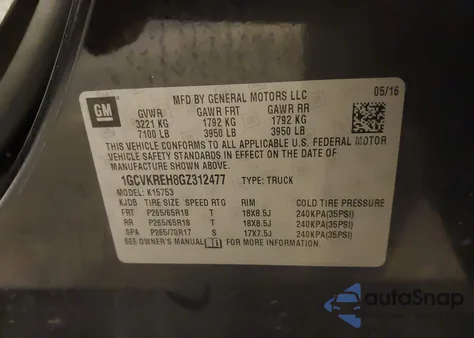 MFD BY GENERAL MOTORS LLC
05/16
GM
GVWR GAWR FRT GAWR RR
3221 KG 1792 KG 1792 KG
7100 LB 3950 LB 3950 LB
THIS VEHICLE CONFORMS TO ALL APPLICABLE U.S. FEDERAL MOTOR
VEHICLE SAFETY STANDARDS IN EFFECT ON THE DATE OF
MANUFACTURE SHOWN ABOVE.
1GCVKREH8GZ312477 TYPE: TRUCK
MODEL: K15753
KJDB TIRE SIZE SPEED RTG RIM COLD TIRE PRESSURE
FRT P265/65R18 T 18X8.5J 240KPA(35PSI)
RR P265/65R18 T 18X8.5J 240KPA(35PSI)
SPA P265/70R17 S 17X7.5J 240KPA(35PSI)
SEE OWNER'S MANUAL FOR MORE INFORMATION.
autoSnap